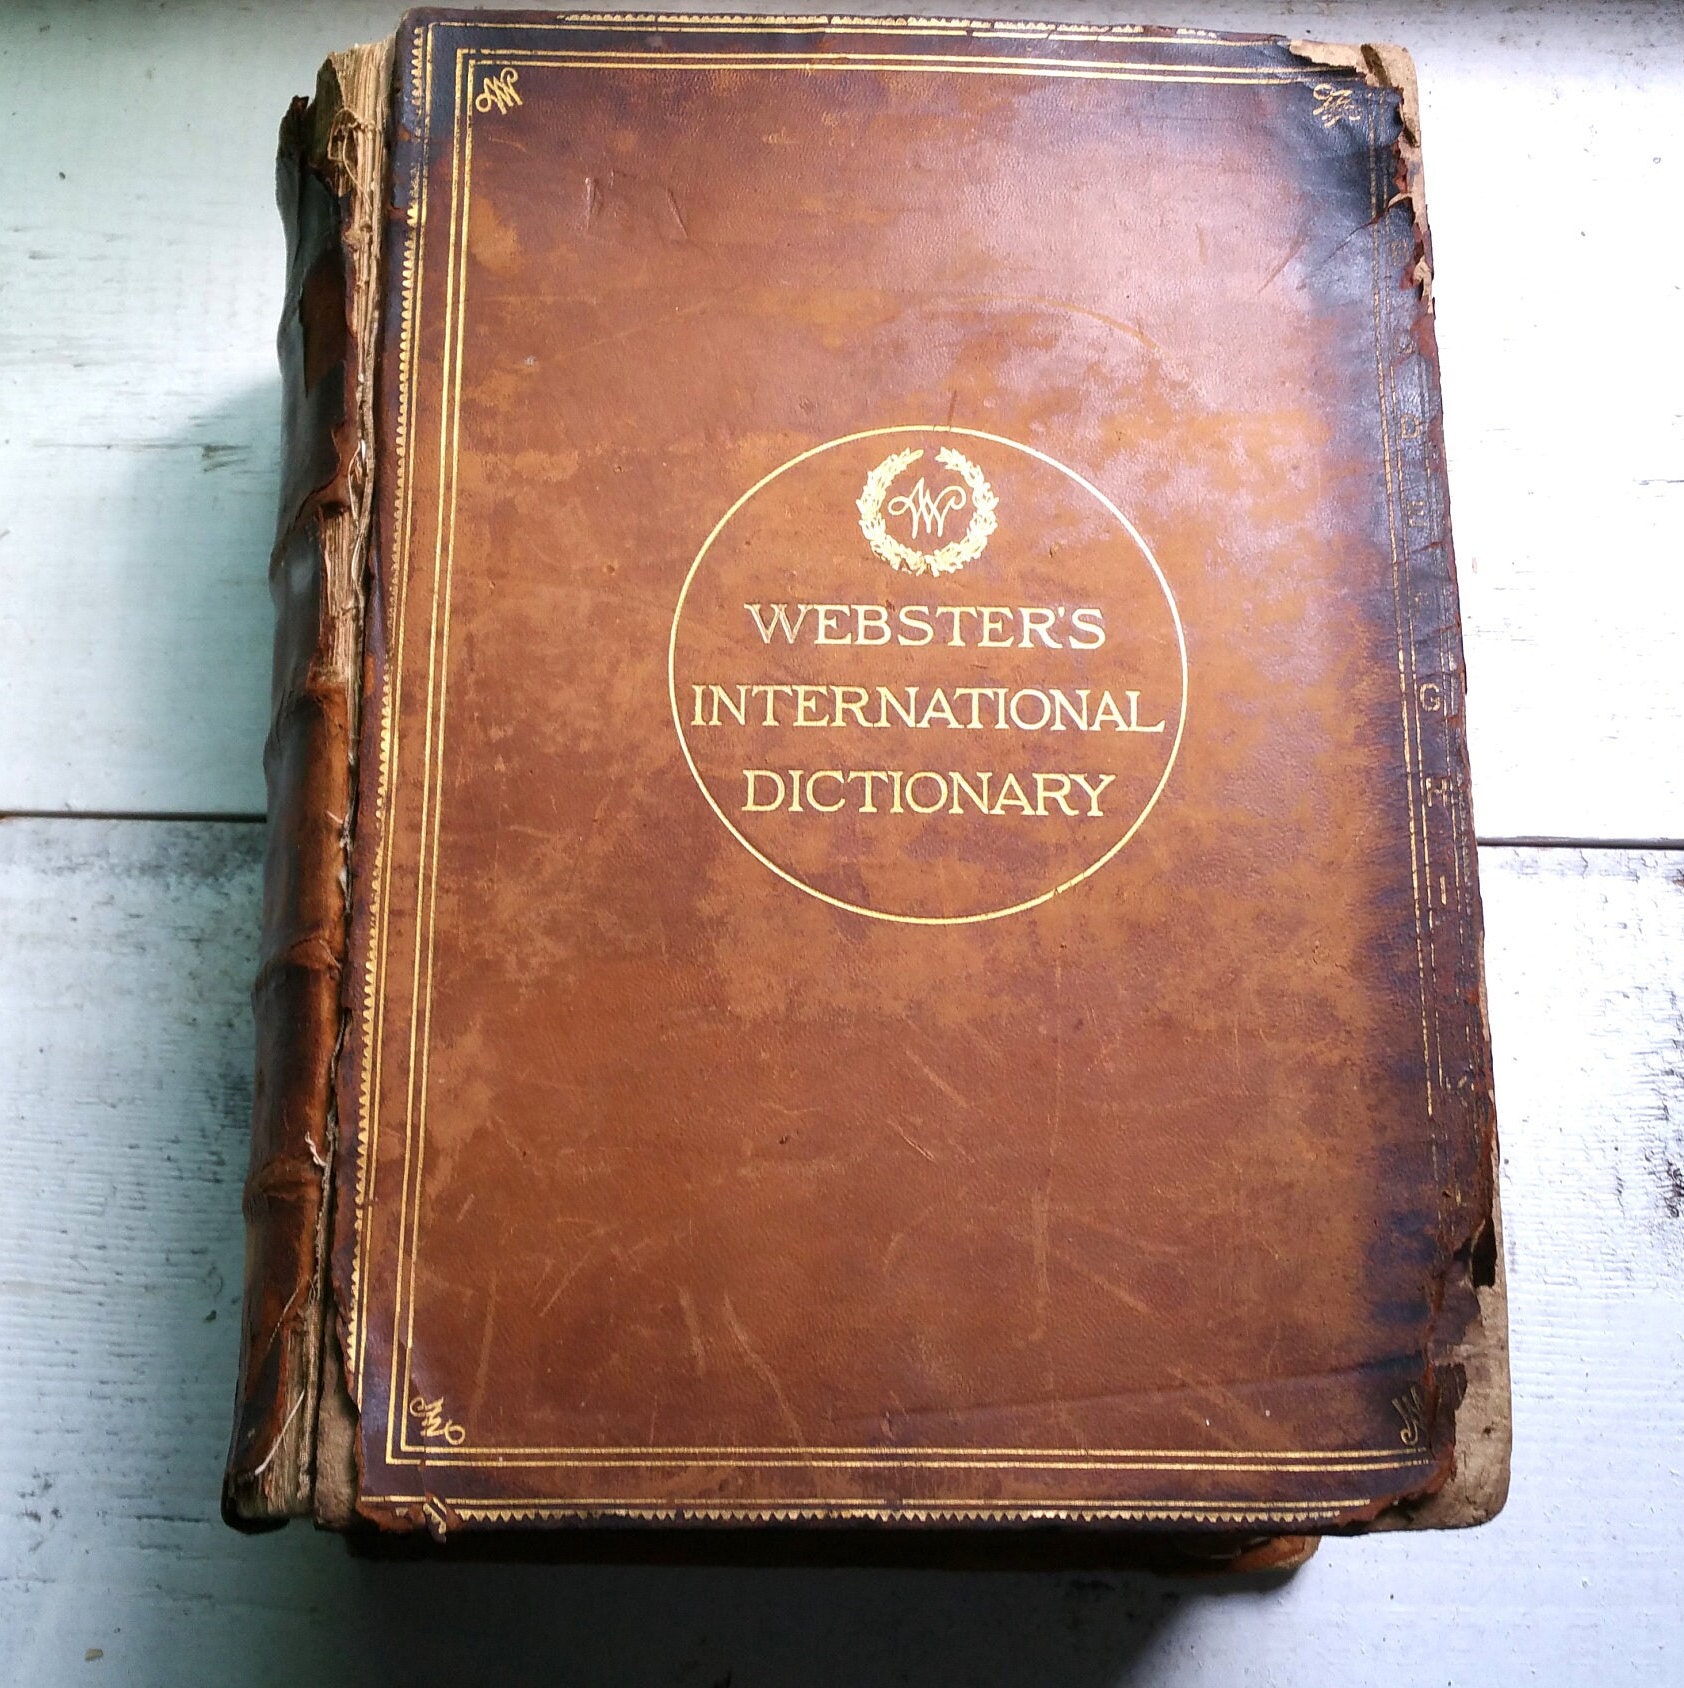 WEBSTER'S
INTERNATIONAL
DICTIONARY
G
H
I